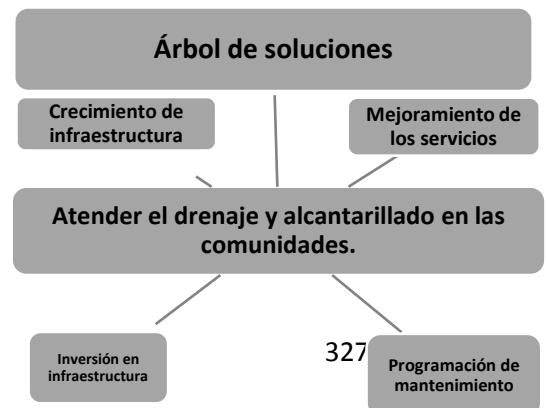 Árbol de soluciones
Crecimiento de
infraestructura
Mejoramiento de
los servicios
Atender el drenaje y alcantarillado en las
comunidades.
Inversión en
infraestructura
327
Programación de
mantenimiento